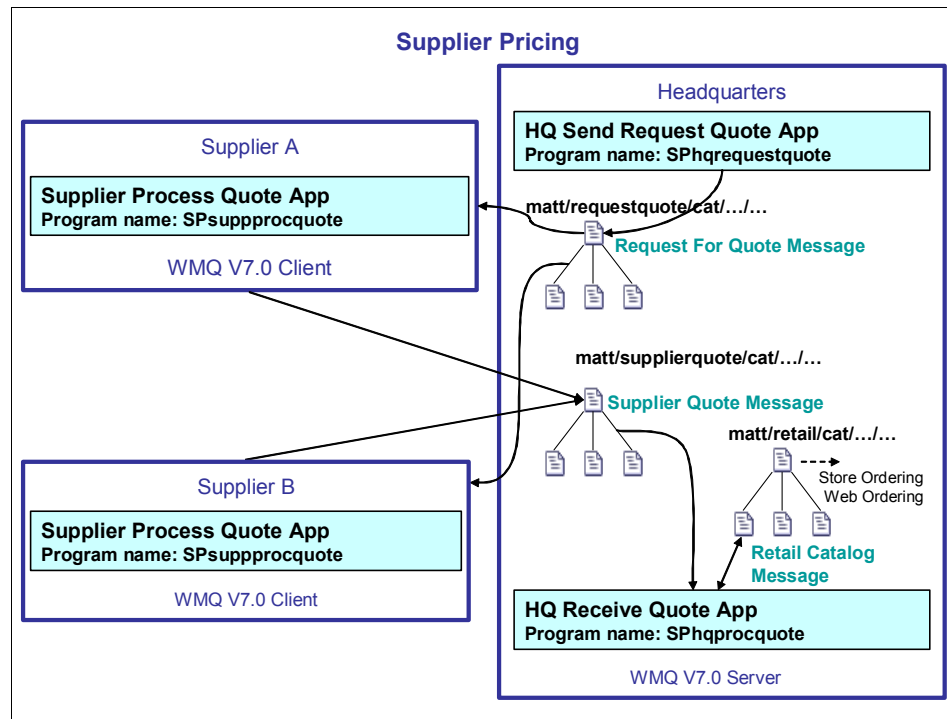 Supplier Pricing
Supplier A
Supplier Process Quote App
Program name: SPsuppprocquote
WMQ V7.0 Client
Supplier B
Supplier Process Quote App
Program name: SPsuppprocquote
WMQ V7.0 Client
Headquarters
HQ Send Request Quote App
Program name: SPhqrequestquote
matt/requestquote/cat/…/…
Request For Quote Message
matt/supplierquote/cat/…/…
Supplier Quote Message
matt/retail/cat/…/…
Store Ordering
Web Ordering
Retail Catalog
Message
HQ Receive Quote App
Program name: SPhqprocquote
WMQ V7.0 Server